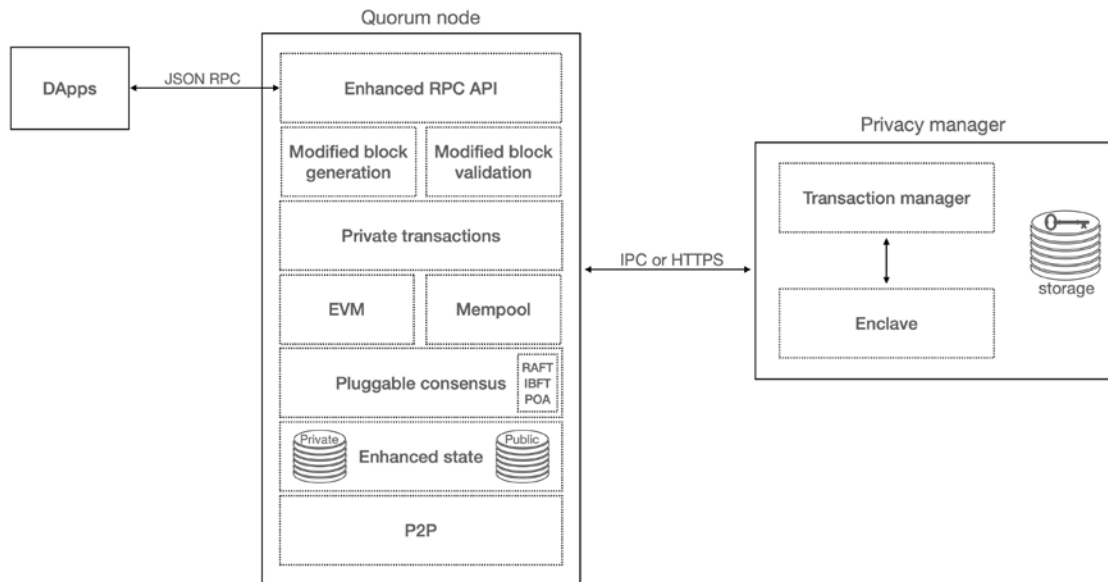 Quorum node
DApps
JSON RPC
Enhanced RPC API
Modified block
generation
Modified block
validation
Private transactions
EVM
Mempool
Pluggable consensus
RAFT
IBFT
POA
Private
Enhanced state
Public
P2P
IPC or HTTPS
Privacy manager
Transaction manager
Enclave
storage